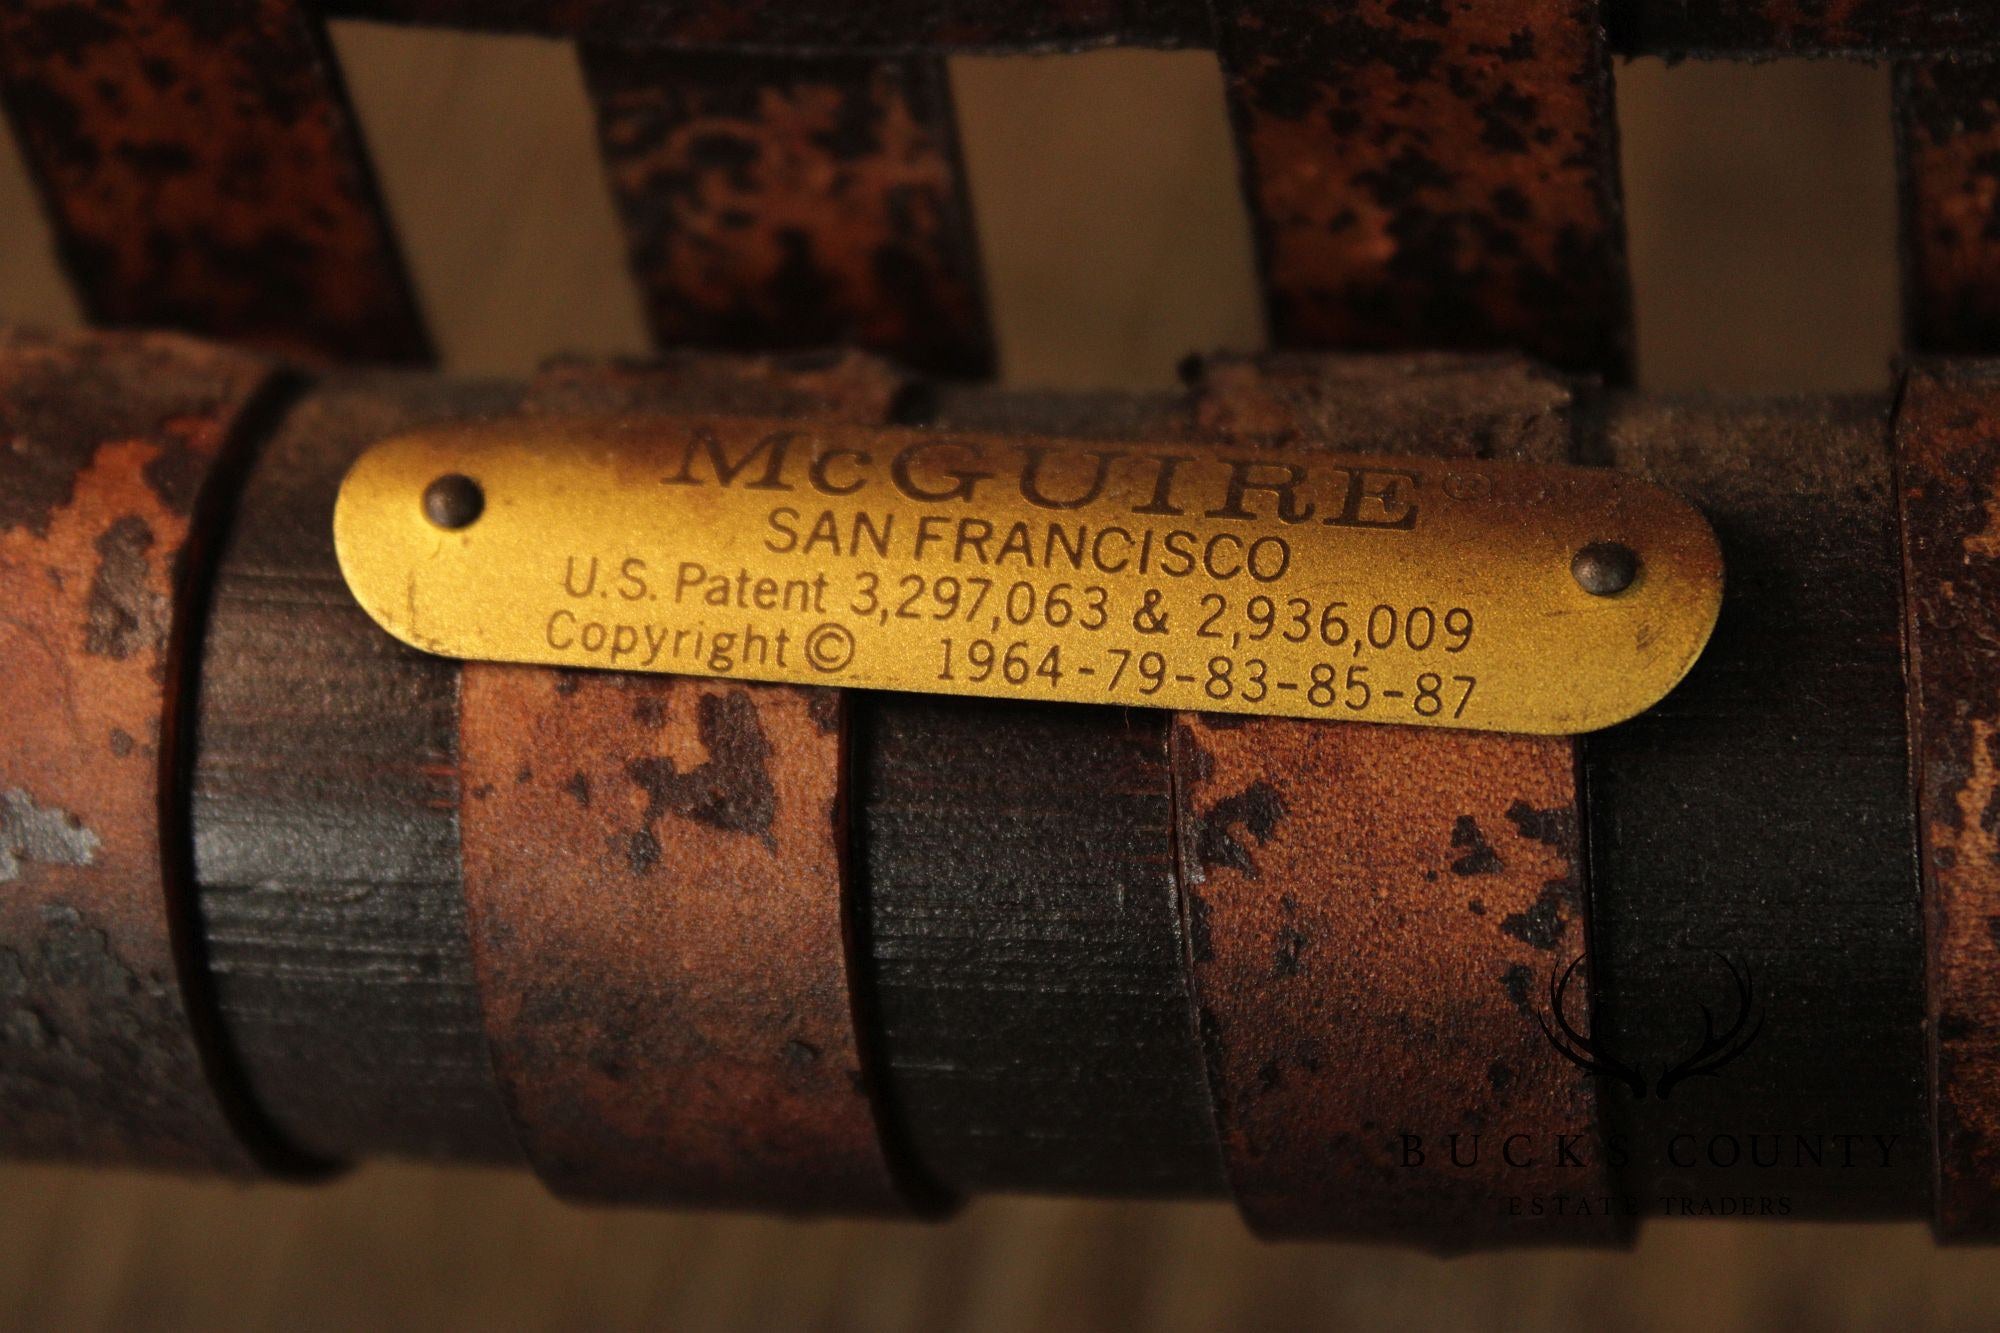 McGUIRE®
SAN FRANCISCO
U.S. Patent 3,297,063 & 2,936,009
Copyright © 1964-79-83-85-87
BUCKS COUNTY
ESTATE TRADERS